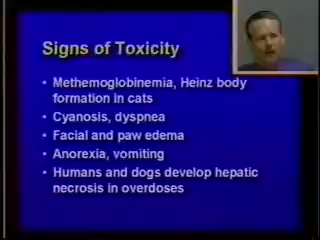 Signs of Toxicity
• Methemoglobinemia, Heinz body
formation in cats
• Cyanosis, dyspnea
• Facial and paw edema
• Anorexia, vomiting
• Humans and dogs develop hepatic
necrosis in overdoses